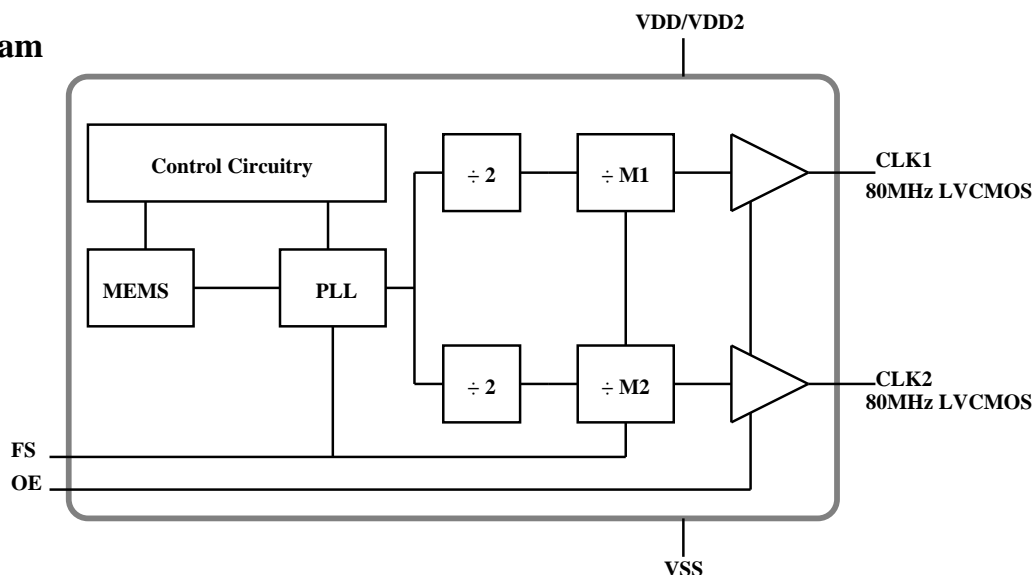 VDD/VDD2
am
Control Circuitry
÷ 2
÷ M1
CLK1
80MHz LVCMOS
MEMS
PLL
÷ 2
÷ M2
CLK2
80MHz LVCMOS
FS
OE
VSS